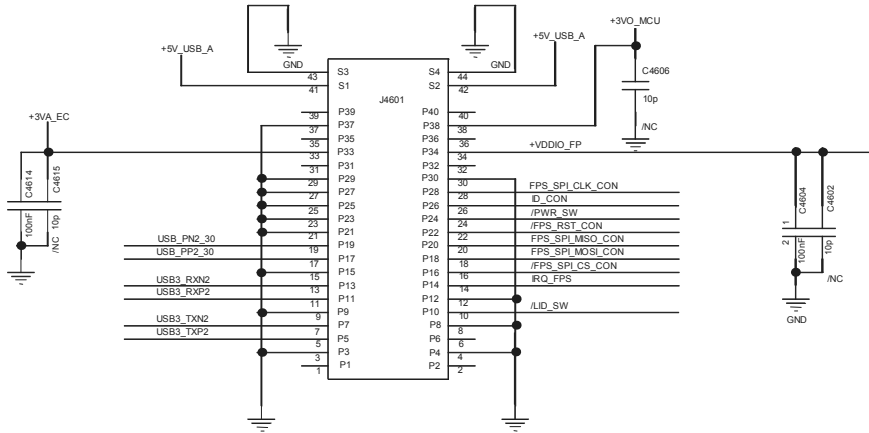 +3VO_MCU
+5V_USB_A
+5V_USB_A
GND
GND
C4606
10p
/NC
J4601
S3 43
S4 44
S1 41
S2 42
P39 39
P40 40
P37 37
P38 38
P35 35
P36 36
+3VA_EC
P33 33
P34 34
+VDDIO_FP
P31 31
P32 32
P29 29
P30 30
P27 27
P28 28
FPS_SPI_CLK_CON
P25 25
P26 26
ID_CON
P23 23
P24 24
/PWR_SW
P21 21
P22 22
/FPS_RST_CON
USB_PN2_30
P19 19
P20 20
FPS_SPI_MISO_CON
USB_PP2_30
P17 17
P18 18
FPS_SPI_MOSI_CON
P15 15
P16 16
/FPS_SPI_CS_CON
USB3_RXN2
P13 13
P14 14
IRQ_FPS
USB3_RXP2
P11 11
P12 12
P9 9
P10 10
/LID_SW
USB3_TXN2
P7 7
P8 8
USB3_TXP2
P5 5
P6 6
P3 3
P4 4
P1 1
P2 2
C4614
100nF
C4615
10p
/NC
C4604
1
2
100nF
C4602
10p
/NC
GND